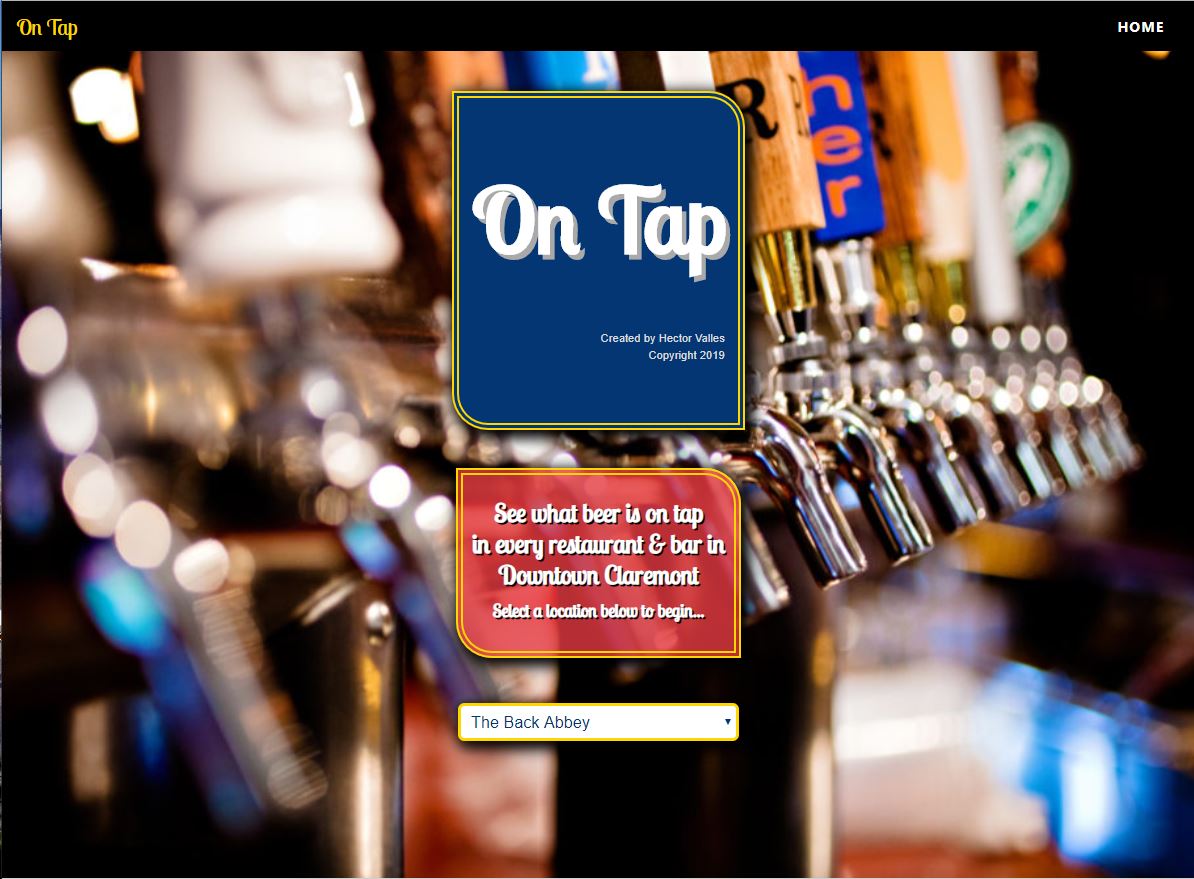 On Tap
HOME
R
her
On Tap
Created by Hector Valles
Copyright 2019
See what beer is on tap
in every restaurant & bar in
Downtown Claremont
Select a location below to begin...
The Back Abbey